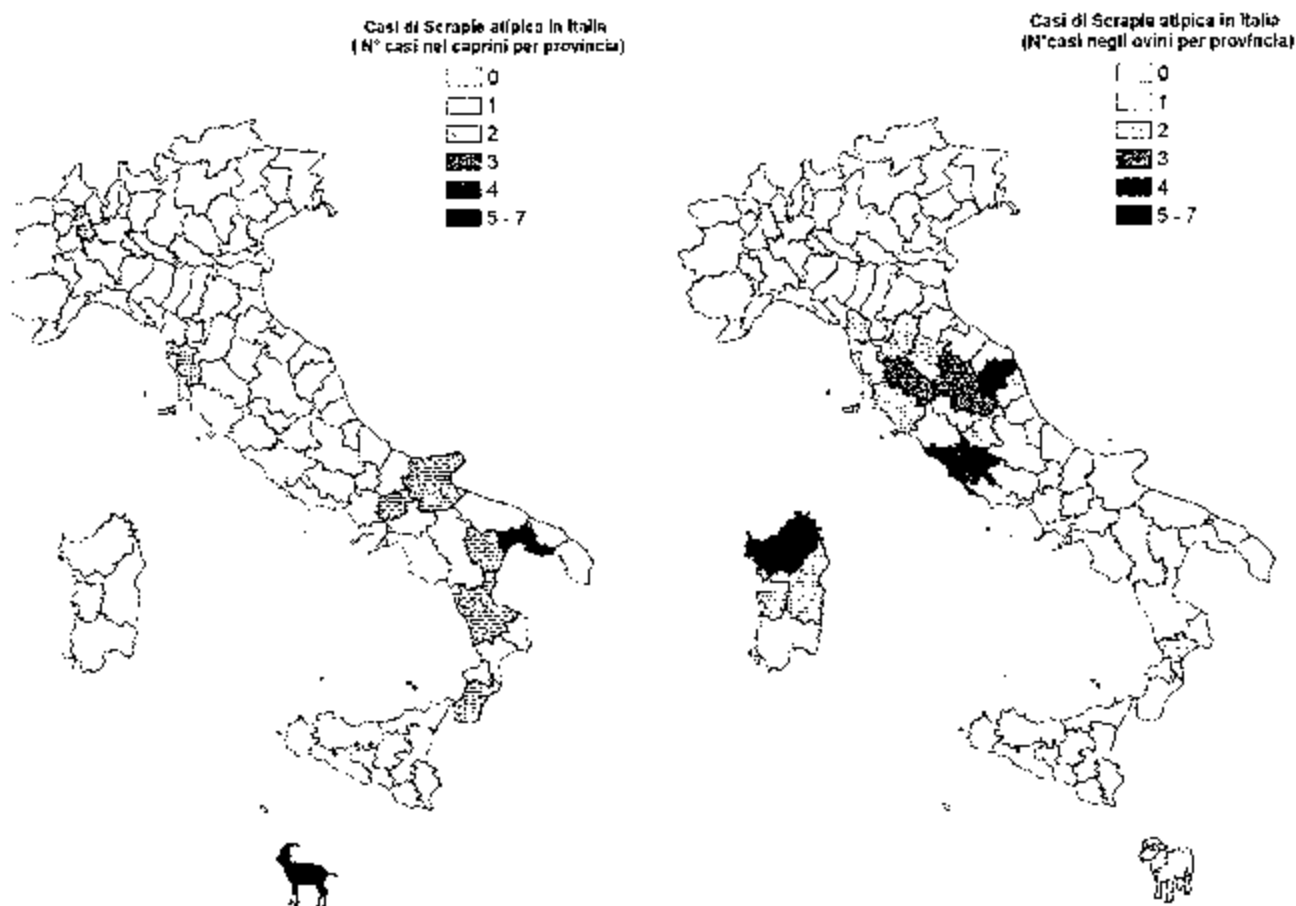 Casi di Scrapie atipica in Italia
( N° casi nei caprini per provincia)
0
1
2
3
4
5 - 7
Casi di Scrapie atipica in Italia
(N°casi negli ovini per provincia)
0
1
2
3
4
5 - 7